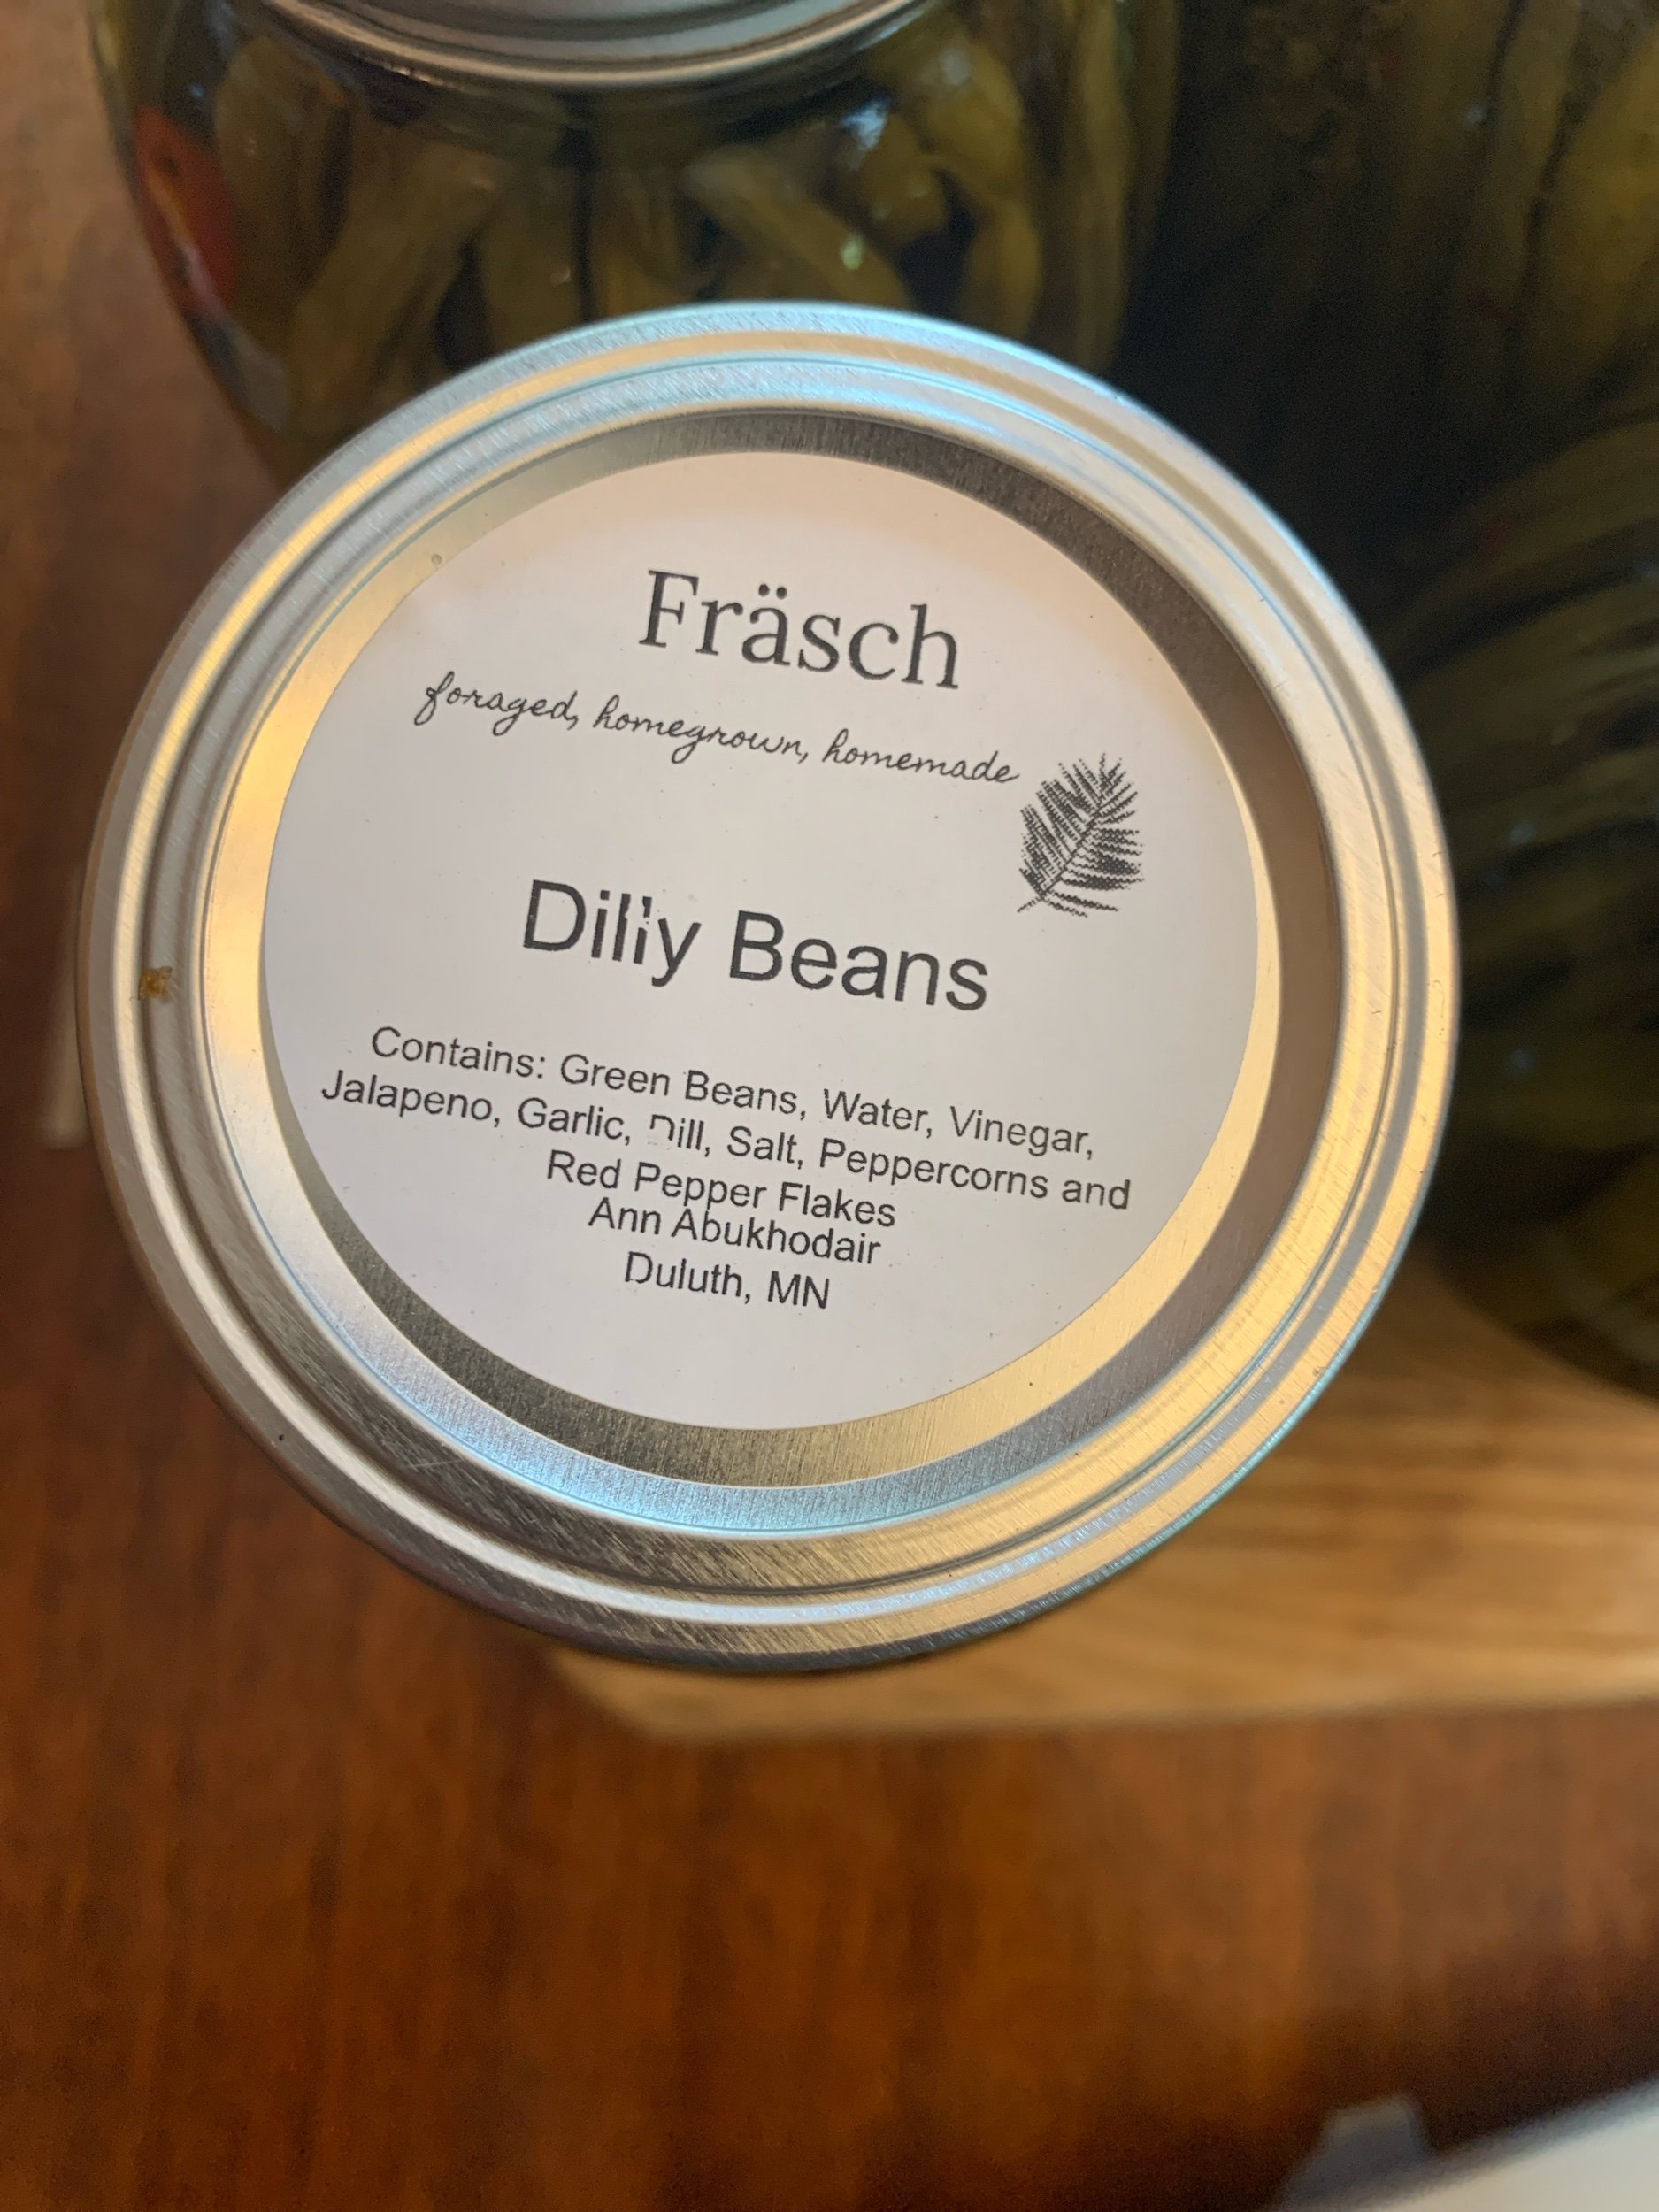 Fräsch
foraged, homegrown, homemade
Dilly Beans
Contains: Green Beans, Water, Vinegar,
Jalapeno, Garlic, Dill, Salt, Peppercorns and
Red Pepper Flakes
Ann Abukhodair
Duluth, MN